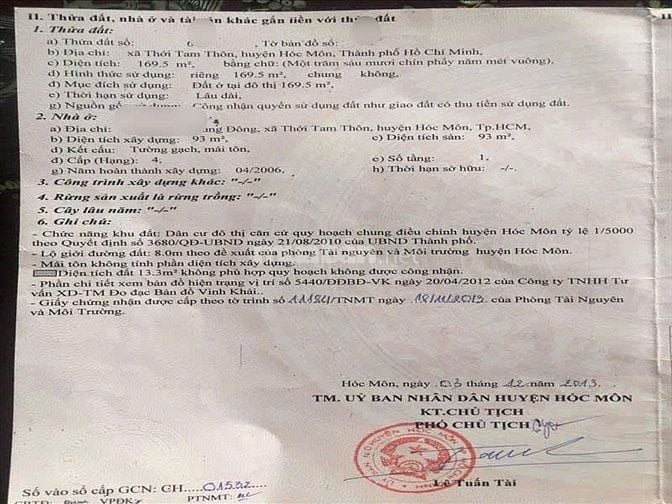 II. Thửa đất, nhà ở và tài sản khác gắn liền với thửa đất
1. Thửa đất:
a) Thửa đất số: 6 , Tờ bản đồ số:
b) Địa chỉ: xã Thới Tam Thôn, huyện Hóc Môn, Thành phố Hồ Chí Minh.
c) Diện tích: 169.5 m², bằng chữ: (Một trăm sáu mươi chín phẩy năm mét vuông).
d) Hình thức sử dụng: riêng 169.5 m², chung không,
đ) Mục đích sử dụng: Đất ở tại đô thị 169.5 m².
e) Thời hạn sử dụng: Lâu dài,
g) Nguồn gốc sử dụng: Công nhận quyền sử dụng đất như giao đất có thu tiền sử dụng đất.
2. Nhà ở:
a) Địa chỉ: Đông, xã Thới Tam Thôn, huyện Hóc Môn, Tp.HCM,
b) Diện tích xây dựng: 93 m², c) Diện tích sàn: 93 m²,
d) Kết cấu: Tường gạch, mái tôn,
đ) Cấp (Hạng): 4, e) Số tầng: 1,
g) Năm hoàn thành xây dựng: 04/2006, h) Thời hạn sở hữu: -/-.
3. Công trình xây dựng khác: "-/-"
4. Rừng sản xuất là rừng trồng: "-/-"
5. Cây lâu năm: "-/-"
6. Ghi chú:
- Chức năng khu đất: Dân cư đô thị căn cứ quy hoạch chung điều chỉnh huyện Hóc Môn tỷ lệ 1/5000
theo Quyết định số 3680/QĐ-UBND ngày 21/08/2010 của UBND Thành phố.
- Lộ giới đường đất: 8.0m theo đề xuất của phòng Tài nguyên và Môi trường huyện Hóc Môn.
- Mái tôn không tính phần diện tích xây dựng.
Diện tích đất 13.3m² không phù hợp quy hoạch không được công nhận.
- Phần chi tiết xem bản đồ hiện trạng vị trí số 5440/ĐĐBĐ-VK ngày 20/04/2012 của Công ty TNHH Tư
vấn XD-TM Đo đạc Bản đồ Vinh Khải..
- Giấy chứng nhận được cấp theo tờ trình số 11184/TNMT ngày 18/11/2013 của Phòng Tài Nguyên
và Môi Trường.
Hóc Môn, ngày 03 tháng 12 năm 2013.
TM. UỶ BAN NHÂN DÂN HUYỆN HÓC MÔN
KT.CHỦ TỊCH
PHÓ CHỦ TỊCH
Lê Tuấn Tài
Số vào sổ cấp GCN: CH
PTNMT: